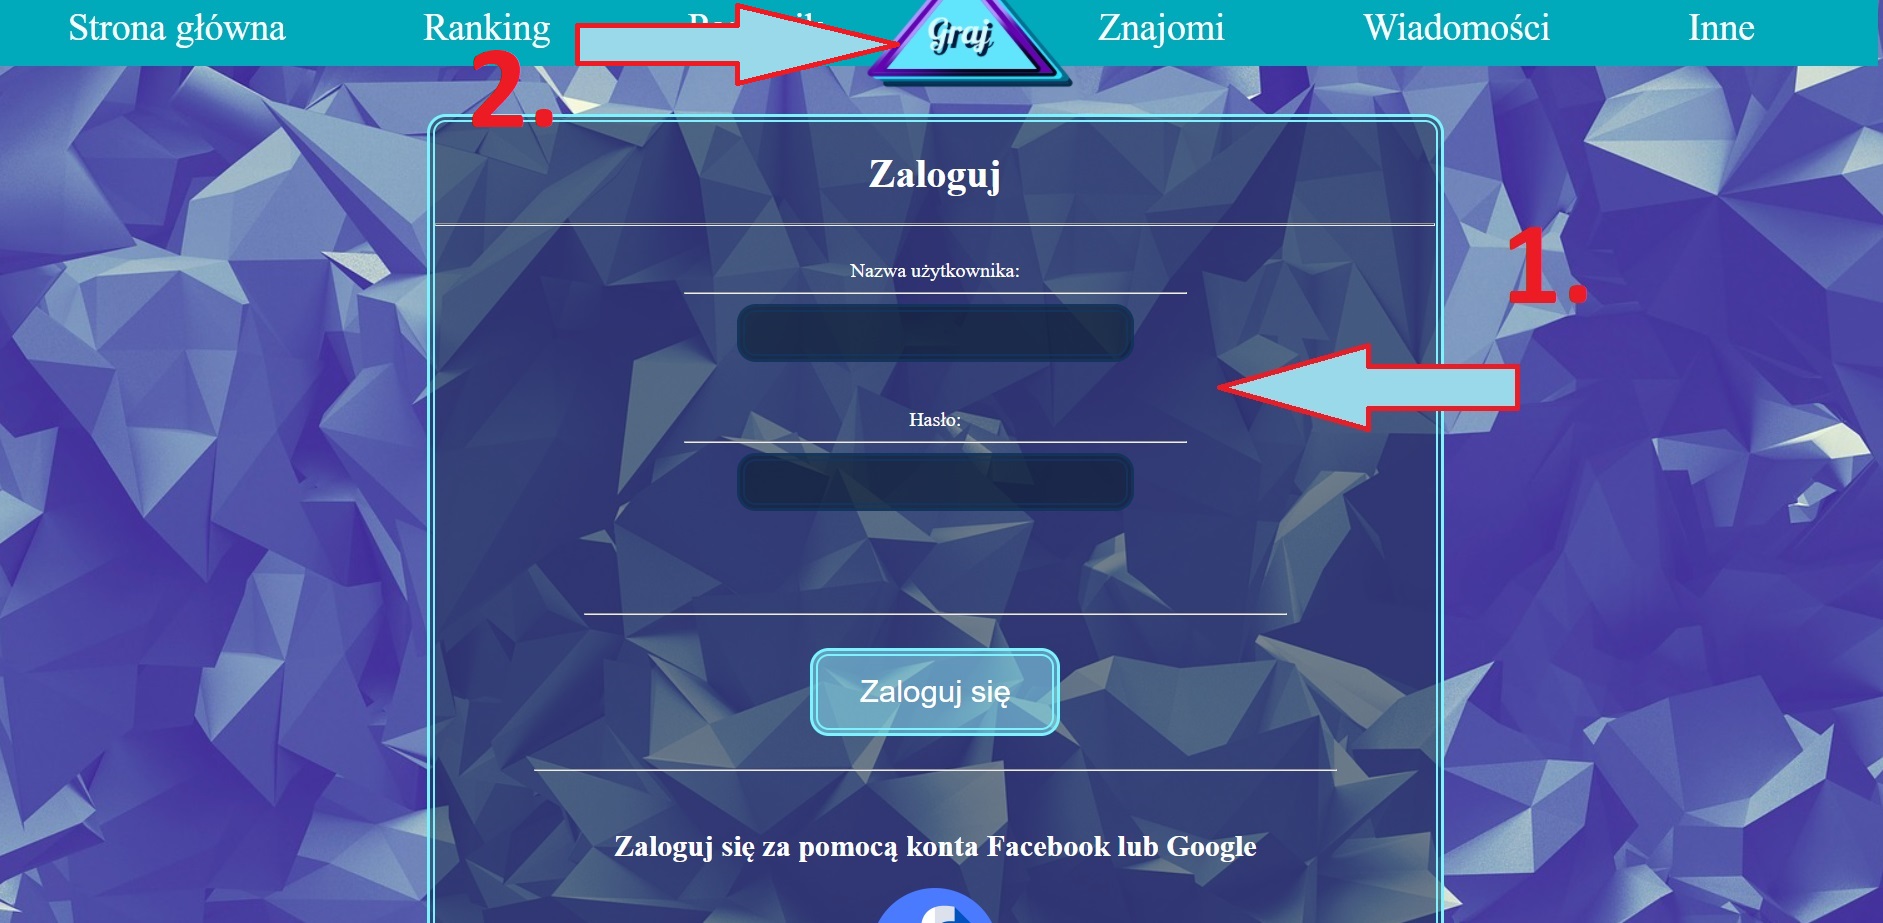 Strona główna
Ranking
Graj
Znajomi
Wiadomości
Inne
2.
Zaloguj
1.
Nazwa użytkownika:
Hasło:
Zaloguj się
Zaloguj się za pomocą konta Facebook lub Google